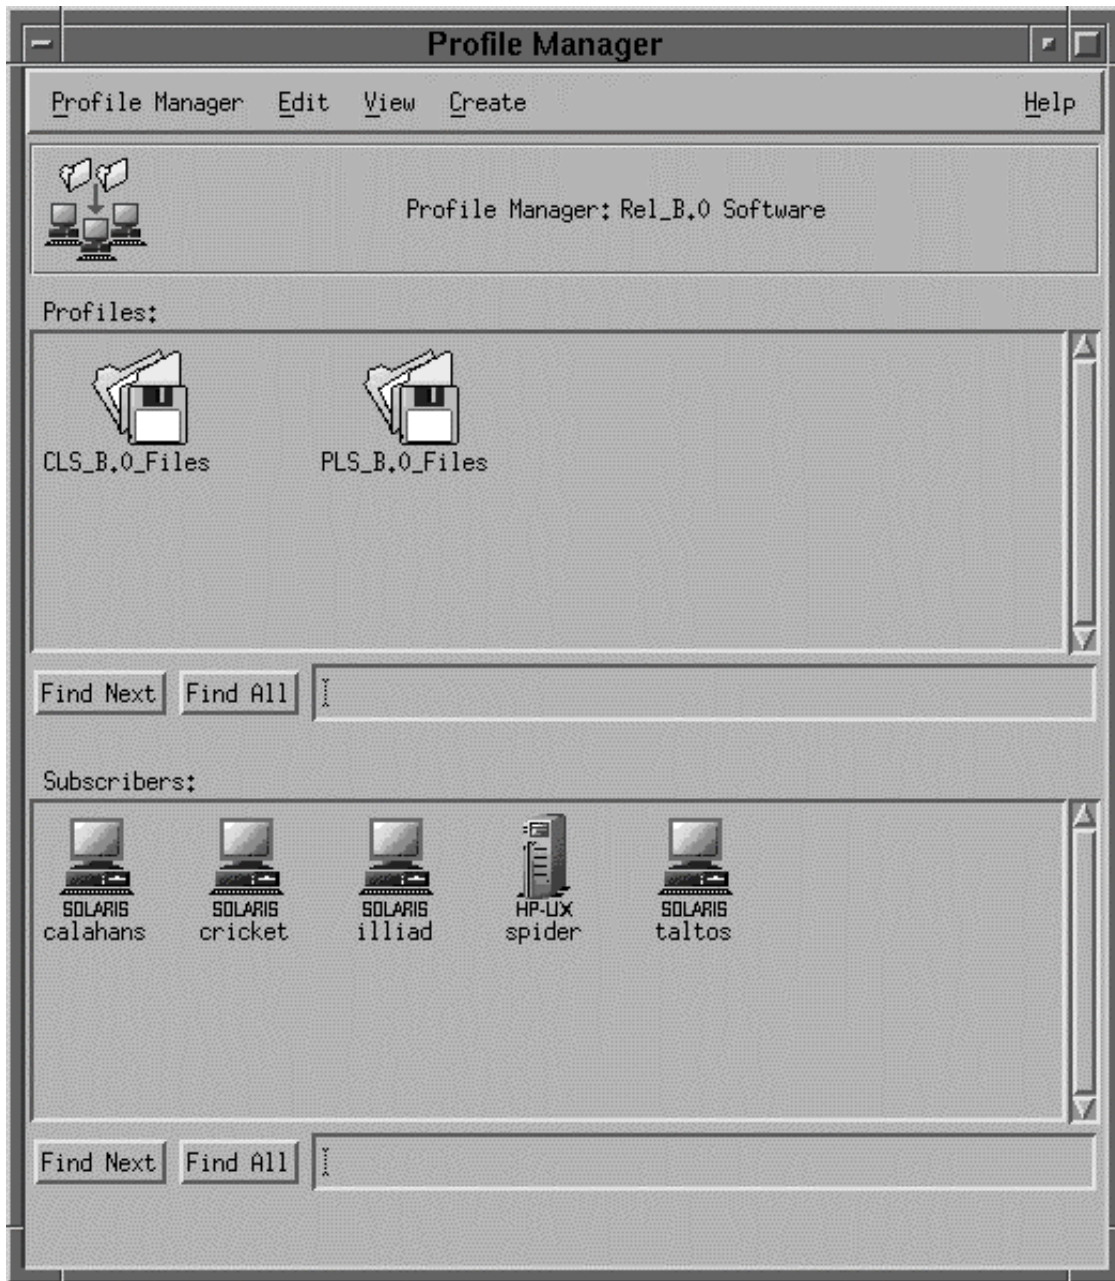 Profile Manager
Profile Manager Edit View Create Help
Profile Manager: Rel_B.0 Software
Profiles:
CLS_B.0_Files PLS_B.0_Files
Find Next Find All
Subscribers:
SOLARIS SOLARIS SOLARIS HP-UX SOLARIS
calahans cricket illiad spider taltos
Find Next Find All